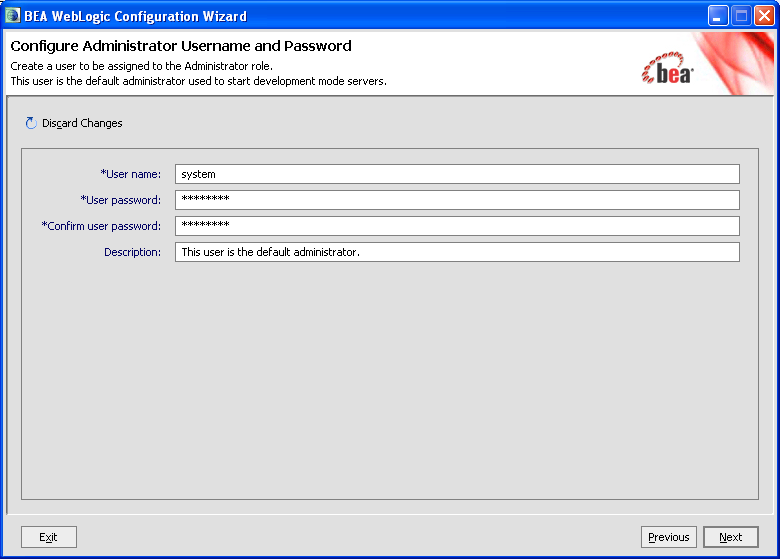 BEA WebLogic Configuration Wizard
Configure Administrator Username and Password
Create a user to be assigned to the Administrator role.
This user is the default administrator used to start development mode servers.
bea
Discard Changes
*User name: system
*User password: ********
*Confirm user password: ********
Description: This user is the default administrator.
Exit Previous Next